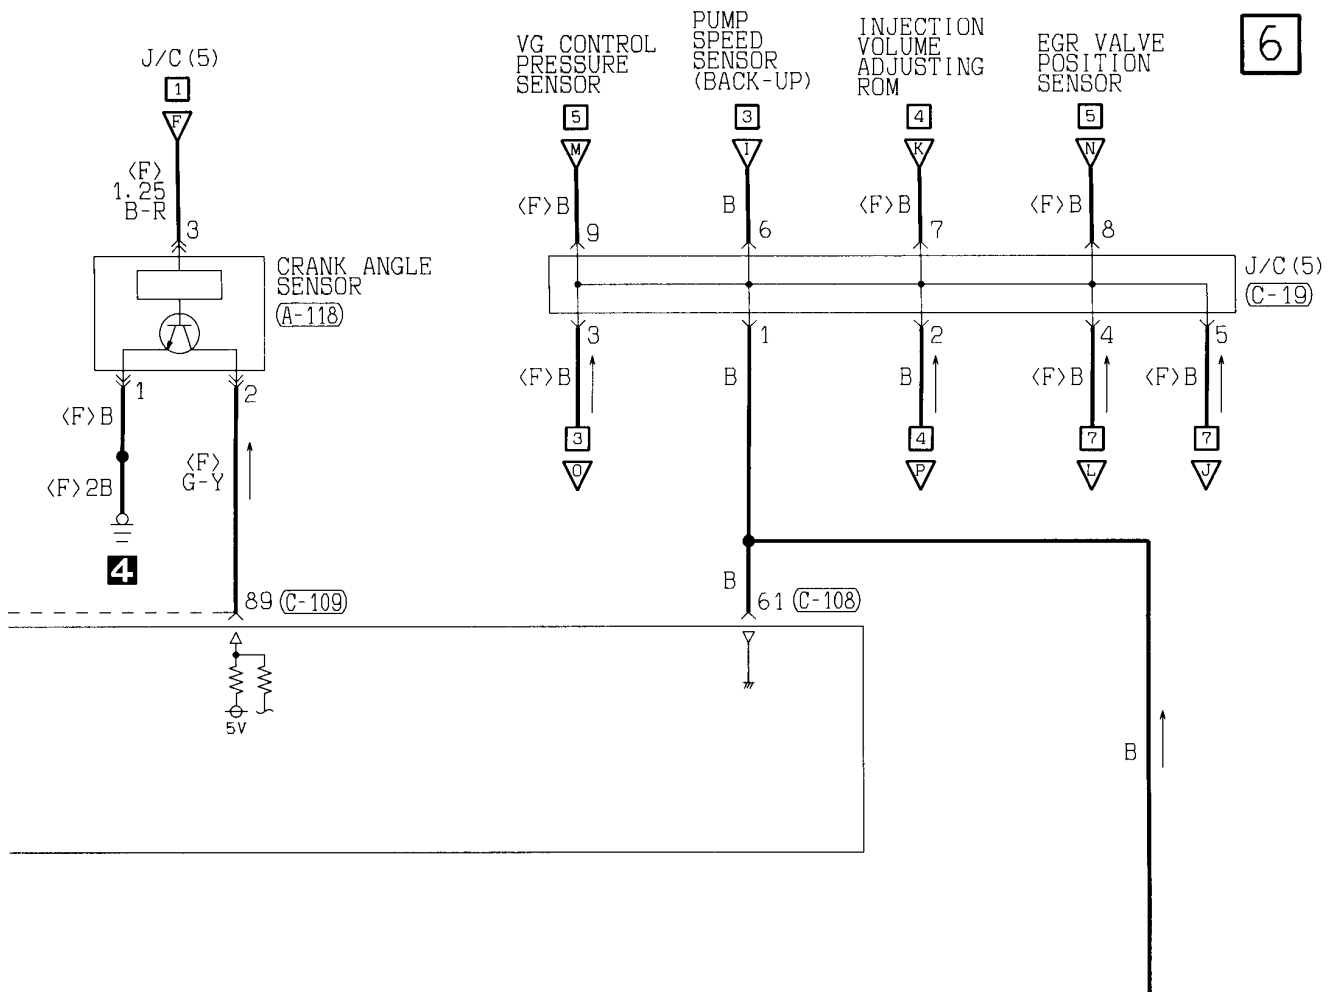 6
J/C(5)
1
F
<F>
1.25
B-R
3
CRANK ANGLE
SENSOR
A-118
1
2
<F>B
<F>2B
4
<F>
G-Y
89
C-109
5V
VG CONTROL
PRESSURE
SENSOR
5
M
<F>B
9
PUMP
SPEED
SENSOR
(BACK-UP)
3
I
B
6
INJECTION
VOLUME
ADJUSTING
ROM
4
K
<F>B
7
EGR VALVE
POSITION
SENSOR
5
N
<F>B
8
J/C(5)
C-19
3
<F>B
3
O
1
B
2
B
4
P
4
<F>B
7
L
5
<F>B
7
J
B
61
C-108
B